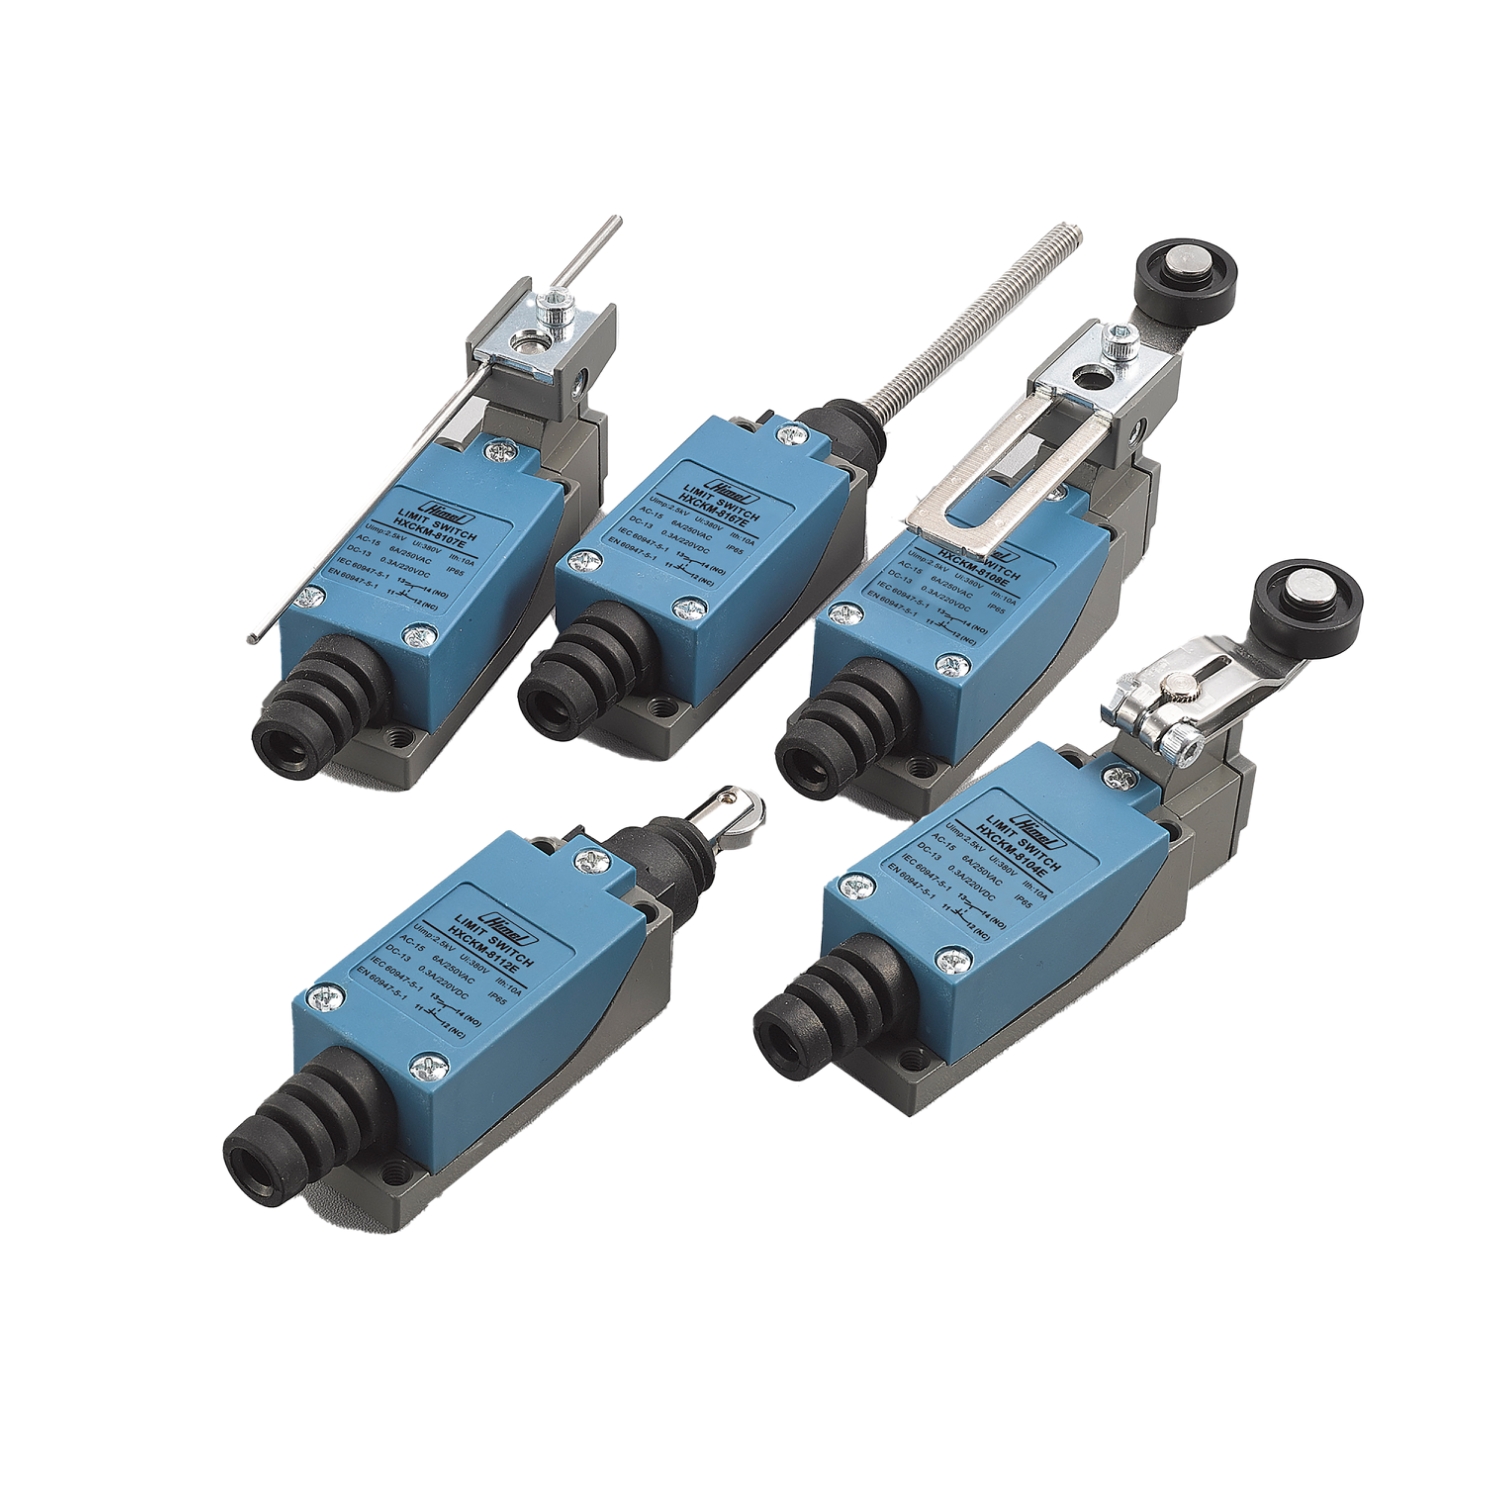 Himel
LIMIT SWITCH
HXCKM-8107E
Uimp:2.5kV Ui:380V Ith:10A
AC-15 6A/250VAC
DC-13 0.3A/220VDC IP65
IEC 60947-5-1 13 14 (NO)
EN 60947-5-1 11 12 (NC)
Himel
LIMIT SWITCH
HXCKM-8167E
Uimp:2.5kV Ui:380V Ith:10A
AC-15 6A/250VAC
DC-13 0.3A/220VDC IP65
IEC 60947-5-1 13 14 (NO)
EN 60947-5-1 11 12 (NC)
SWITCH
HXCKM-8108E
Uimp:2.5kV Ui:380V Ith:10A
AC-15 6A/250VAC
DC-13 0.3A/220VDC IP65
IEC 60947-5-1 13 14 (NO)
EN 60947-5-1 11 12 (NC)
Himel
LIMIT SWITCH
HXCKM-8112E
Uimp:2.5kV Ui:380V Ith:10A
AC-15 6A/250VAC
DC-13 0.3A/220VDC IP65
IEC 60947-5-1 13 14 (NO)
EN 60947-5-1 11 12 (NC)
Himel
LIMIT SWITCH
HXCKM-8104E
Uimp:2.5kV Ui:380V Ith:10A
AC-15 6A/250VAC
DC-13 0.3A/220VDC IP65
IEC 60947-5-1 13 14 (NO)
EN 60947-5-1 11 12 (NC)